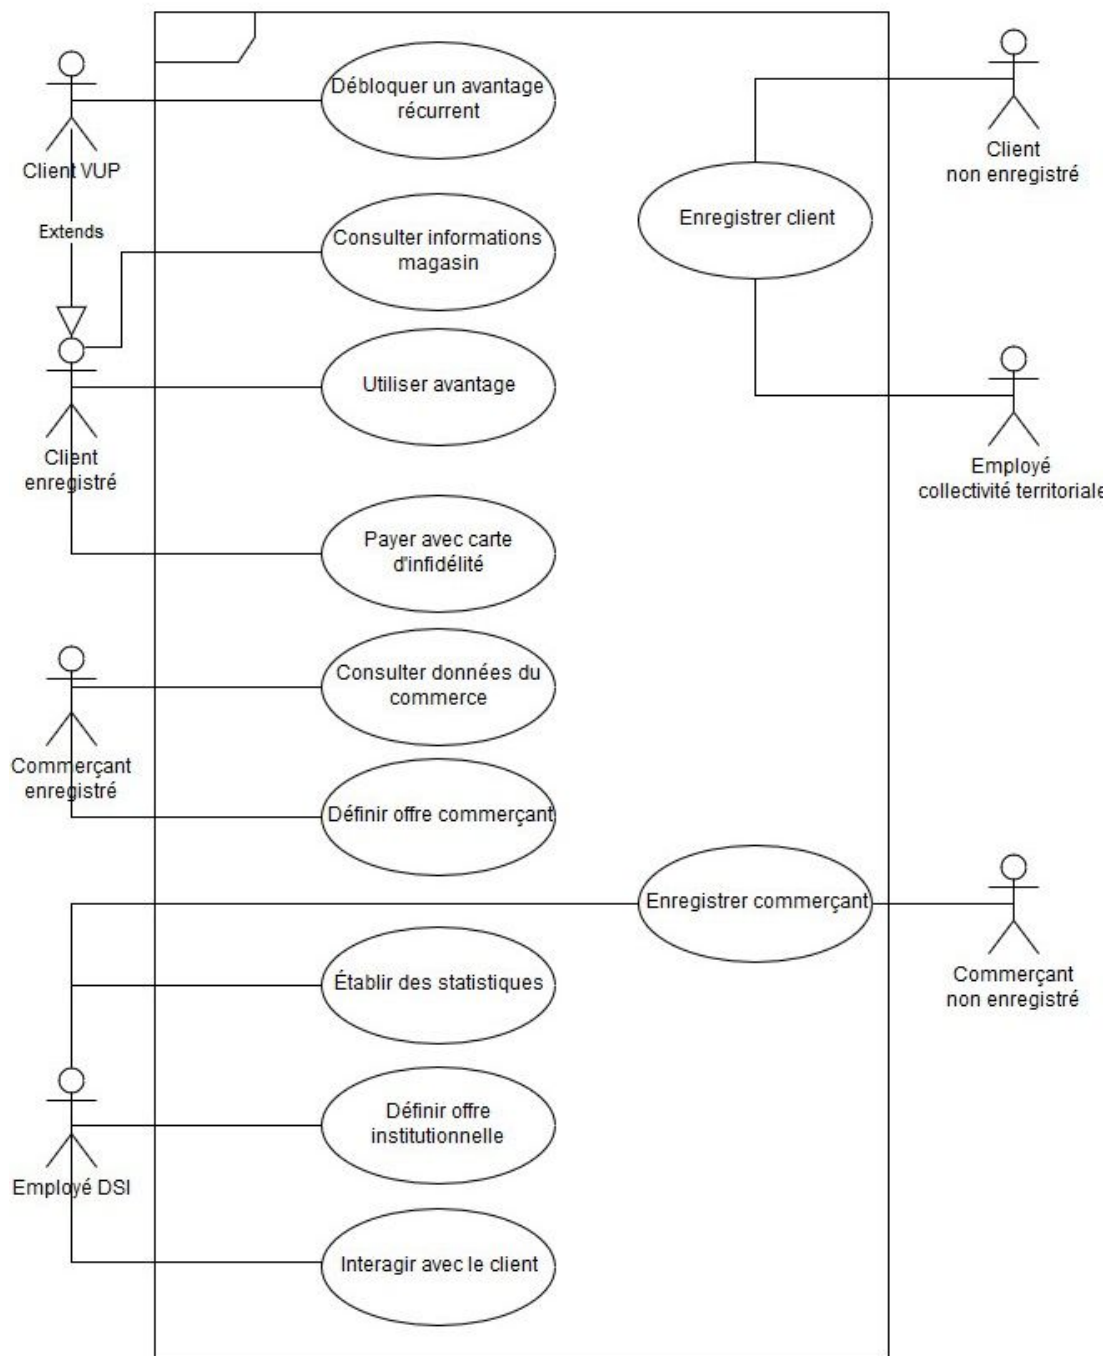 Débloquer un avantage
récurrent
Client VUP
Client
non enregistré
Enregistrer client
Extends
Consulter informations
magasin
Utiliser avantage
Client
enregistré
Employé
collectivité territoriale
Payer avec carte
d'infidélité
Consulter données du
commerce
Commerçant
enregistré
Définir offre commerçant
Enregistrer commerçant
Commerçant
non enregistré
Établir des statistiques
Définir offre
institutionnelle
Employé DSI
Interagir avec le client